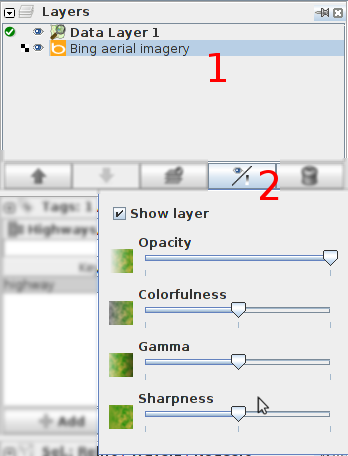 Layers
Data Layer 1
Bing aerial imagery
1
2
Show layer
Tags: 1
Opacity
Highways
Colorfulness
highway
Gamma
Sharpness
Add